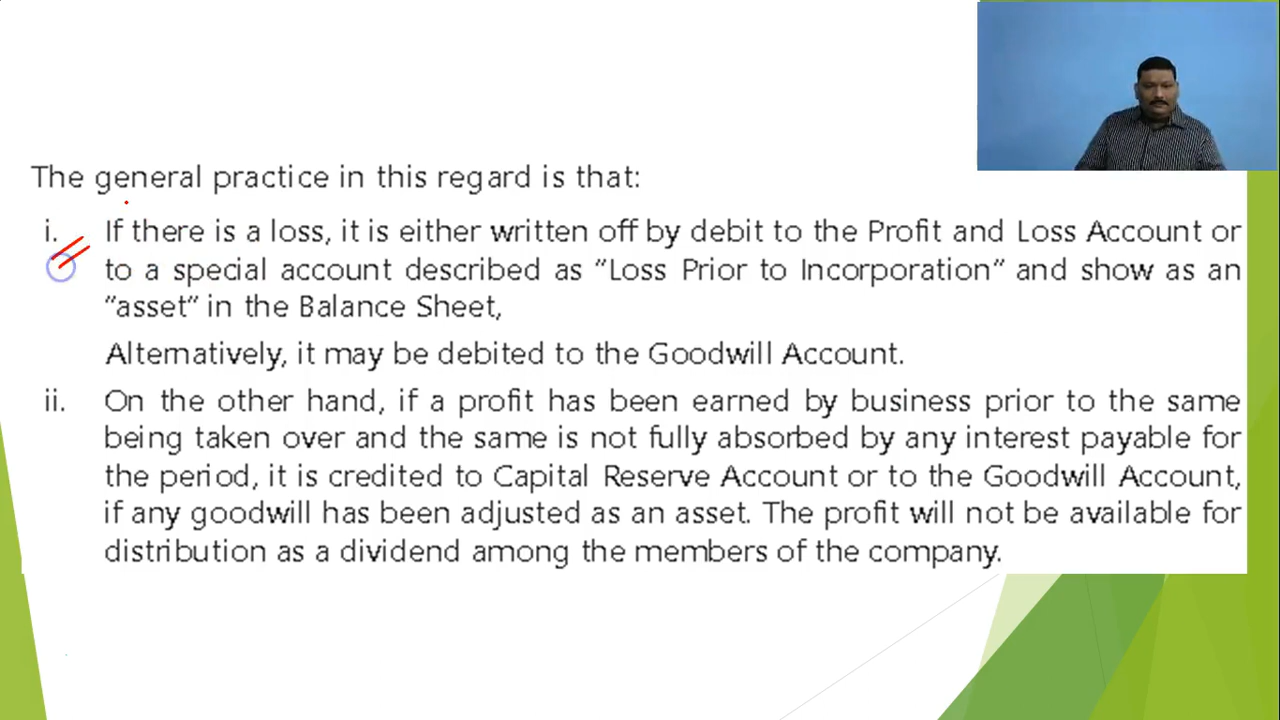 The general practice in this regard is that:
i. If there is a loss, it is either written off by debit to the Profit and Loss Account or
to a special account described as “Loss Prior to Incorporation” and show as an
“asset” in the Balance Sheet,
Alternatively, it may be debited to the Goodwill Account.
ii. On the other hand, if a profit has been earned by business prior to the same
being taken over and the same is not fully absorbed by any interest payable for
the period, it is credited to Capital Reserve Account or to the Goodwill Account,
if any goodwill has been adjusted as an asset. The profit will not be available for
distribution as a dividend among the members of the company.